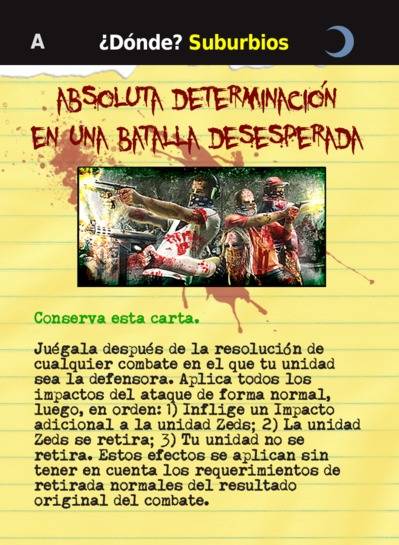 A ¿Dónde? Suburbios
ABSOLUTA DETERMINACIÓN
EN UNA BATALLA DESESPERADA
Conserva esta carta.
Juégala después de la resolución de
cualquier combate en el que tu unidad
sea la defensora. Aplica todos los
impactos del ataque de forma normal,
luego, en orden: 1) Inflige un Impacto
adicional a la unidad Zeds; 2) La unidad
Zeds se retira; 3) Tu unidad no se
retira. Estos efectos se aplican sin
tener en cuenta los requerimientos de
retirada normales del resultado
original del combate.